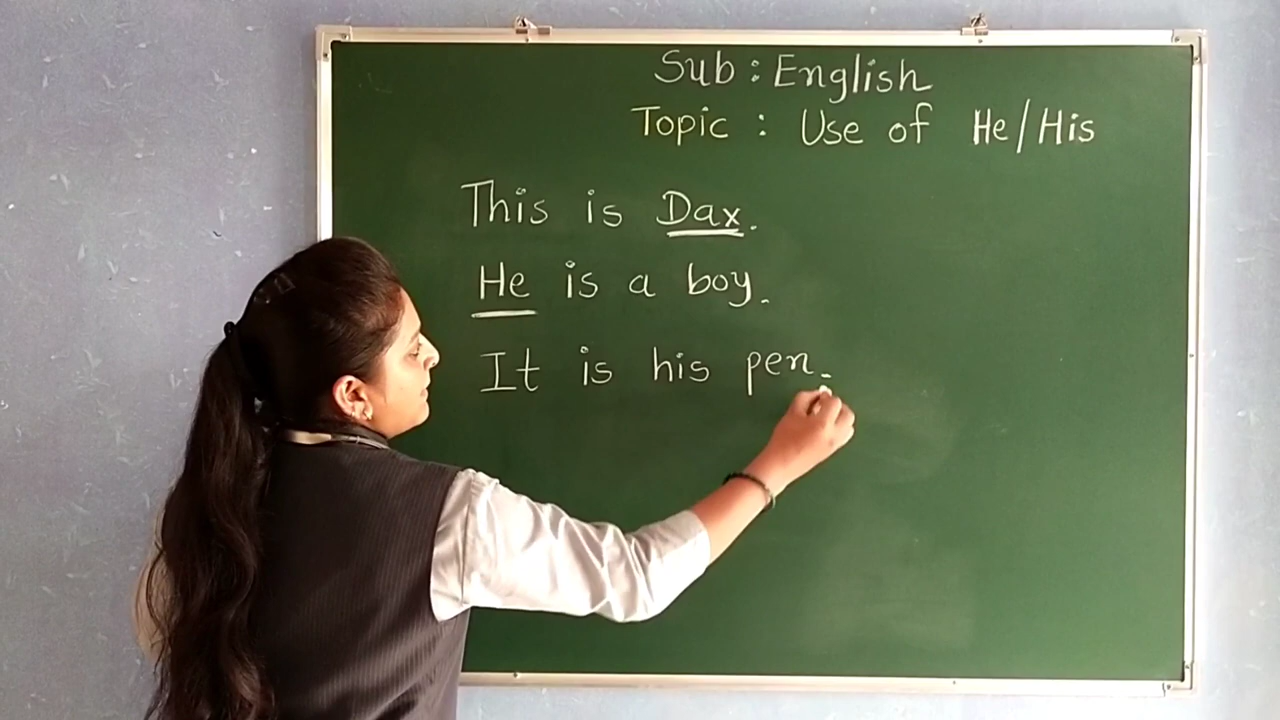 Sub : English
Topic : Use of He/His
This is Dax.
He is a boy.
It is his pen.